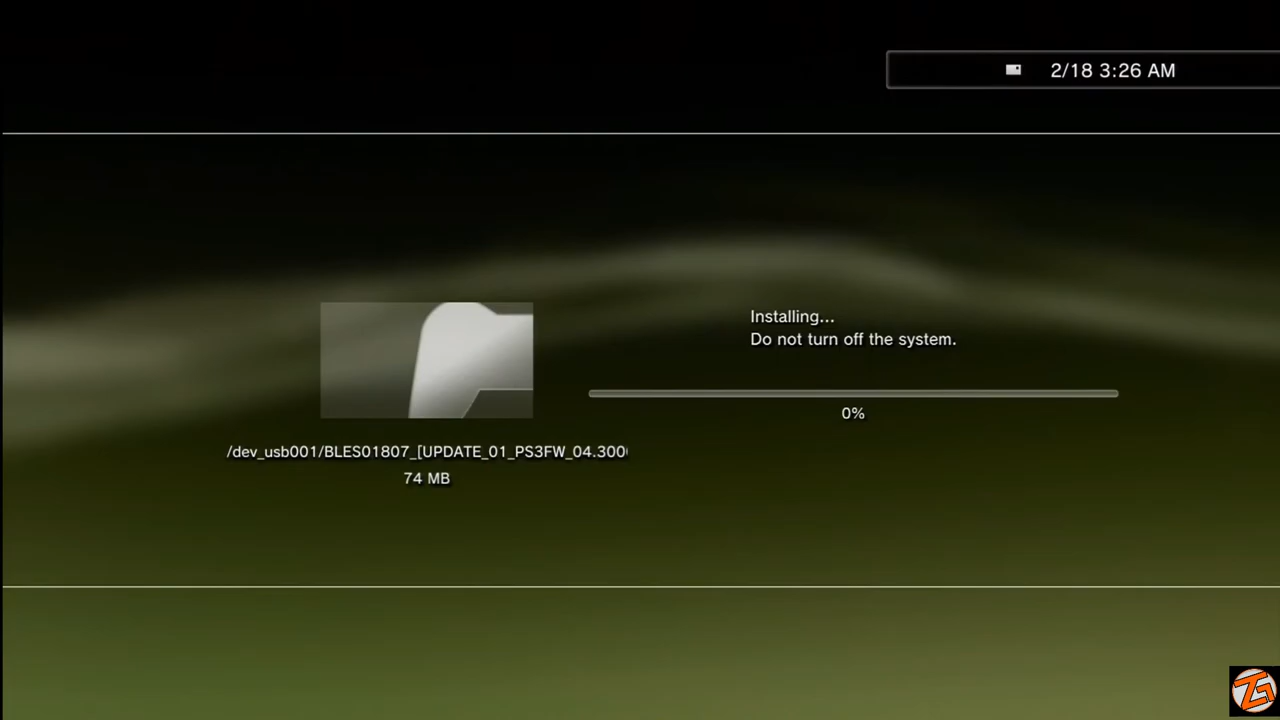 2/18 3:26 AM
Installing...
Do not turn off the system.
0%
/dev_usb001/BLES01807_[UPDATE_01_PS3FW_04.300
74 MB